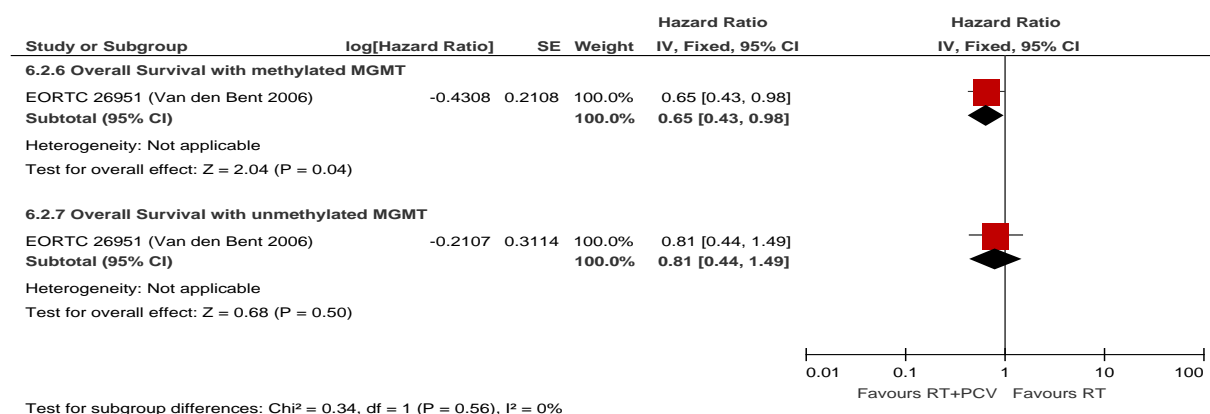 Hazard Ratio Hazard Ratio
Study or Subgroup log[Hazard Ratio] SE Weight IV, Fixed, 95% CI IV, Fixed, 95% CI
6.2.6 Overall Survival with methylated MGMT
EORTC 26951 (Van den Bent 2006) -0.4308 0.2108 100.0% 0.65 [0.43, 0.98]
Subtotal (95% CI) 100.0% 0.65 [0.43, 0.98]
Heterogeneity: Not applicable
Test for overall effect: Z = 2.04 (P = 0.04)
6.2.7 Overall Survival with unmethylated MGMT
EORTC 26951 (Van den Bent 2006) -0.2107 0.3114 100.0% 0.81 [0.44, 1.49]
Subtotal (95% CI) 100.0% 0.81 [0.44, 1.49]
Heterogeneity: Not applicable
Test for overall effect: Z = 0.68 (P = 0.50)
0.01 0.1 1 10 100
Favours RT+PCV Favours RT
Test for subgroup differences: Chi² = 0.34, df = 1 (P = 0.56), I² = 0%